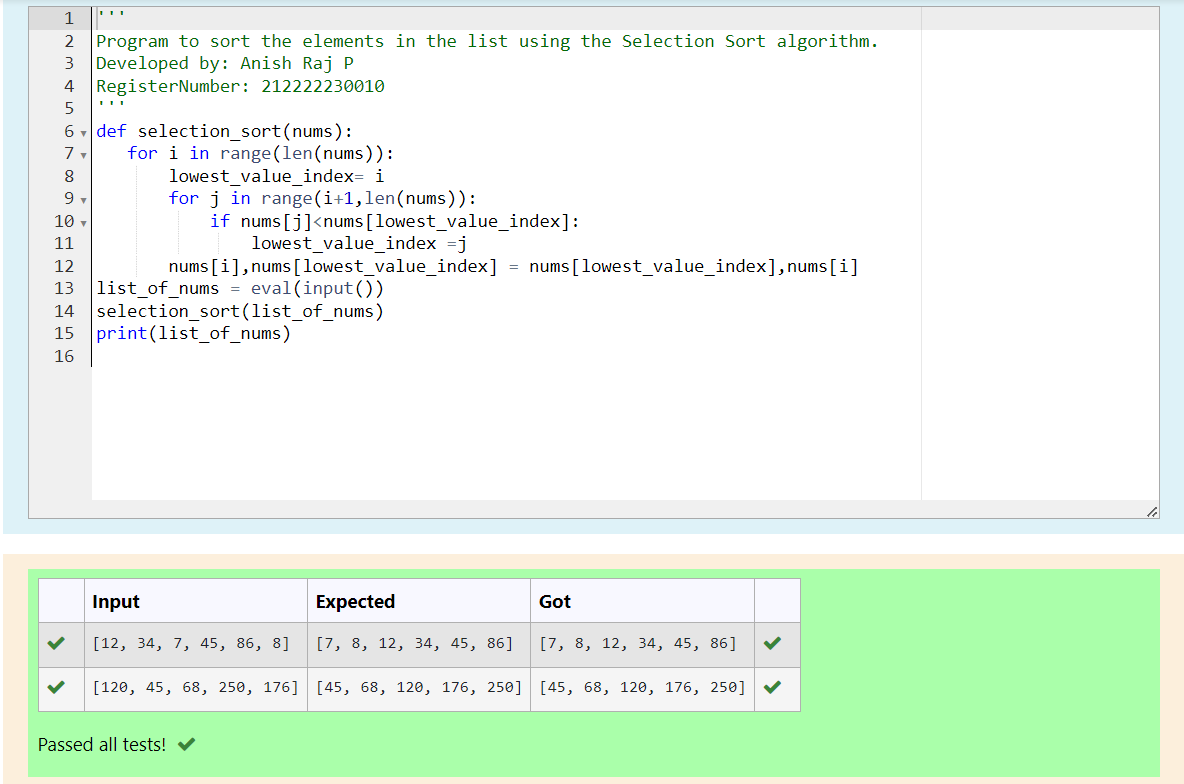 1 '''
2 Program to sort the elements in the list using the Selection Sort algorithm.
3 Developed by: Anish Raj P
4 RegisterNumber: 212222230010
5 '''
6 def selection_sort(nums):
7    for i in range(len(nums)):
8        lowest_value_index= i
9        for j in range(i+1,len(nums)):
10            if nums[j]<nums[lowest_value_index]:
11                lowest_value_index =j
12        nums[i],nums[lowest_value_index] = nums[lowest_value_index],nums[i]
13 list_of_nums = eval(input())
14 selection_sort(list_of_nums)
15 print(list_of_nums)
16
Input Expected Got
[12, 34, 7, 45, 86, 8] [7, 8, 12, 34, 45, 86] [7, 8, 12, 34, 45, 86]
[120, 45, 68, 250, 176] [45, 68, 120, 176, 250] [45, 68, 120, 176, 250]
Passed all tests!